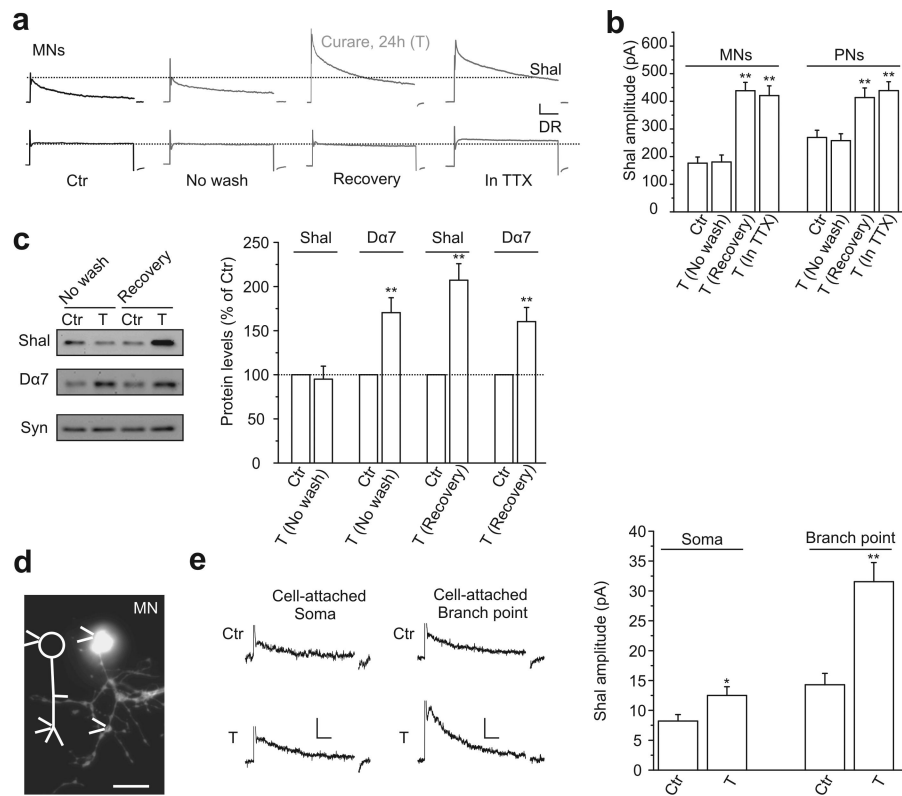 a
MNs
Curare, 24h (T)
Shal
DR
Ctr
No wash
Recovery
In TTX
b
MNs
PNs
Shal amplitude (pA)
600
500
400
300
200
100
0
**
**
**
**
Ctr
T (No wash)
T (Recovery)
T (In TTX)
Ctr
T (No wash)
T (Recovery)
T (In TTX)
c
No wash
Recovery
Ctr T Ctr T
Shal
Dα7
Syn
Protein levels (% of Ctr)
250
200
150
100
50
0
Shal
Dα7
Shal
Dα7
**
**
**
Ctr
T (No wash)
Ctr
T (No wash)
Ctr
T (Recovery)
Ctr
T (Recovery)
d
MN
e
Cell-attached
Soma
Cell-attached
Branch point
Ctr
Ctr
T
T
Shal amplitude (pA)
40
35
30
25
20
15
10
5
0
Soma
Branch point
*
**
Ctr
T
Ctr
T